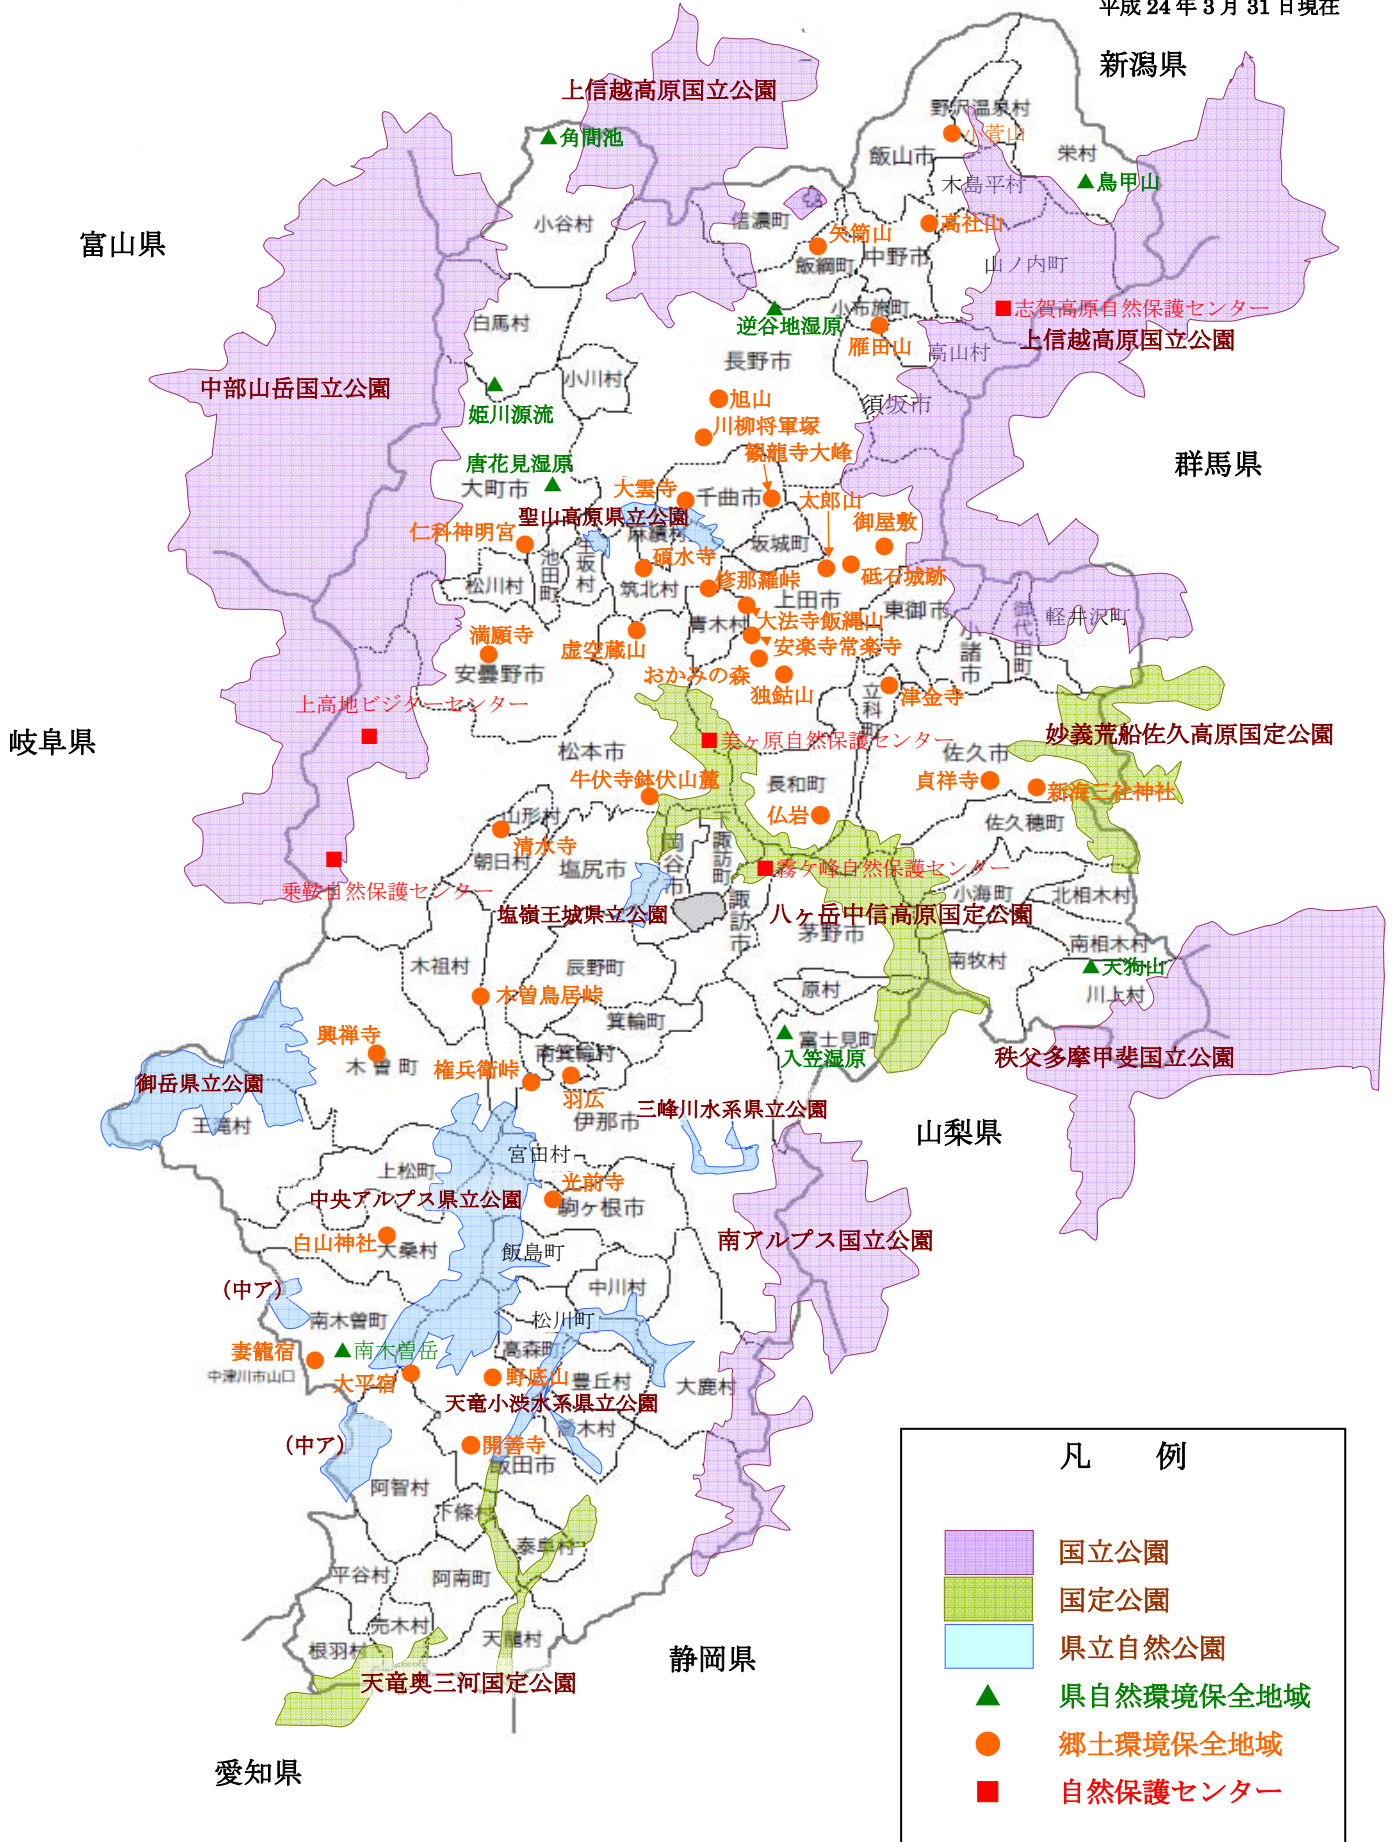 平成24年3月31日現在
新潟県
上信越高原国立公園
野沢温泉村
角間池
小菅山
飯山市
栄村
木島平村
鳥甲山
小谷村
信濃町
高社山
矢筒山
富山県
中野市
飯綱町
山ノ内町
小布施町
志賀高原自然保護センター
白馬村
逆谷地湿原
上信越高原国立公園
雁田山
高山村
長野市
小川村
中部山岳国立公園
旭山
須坂市
姫川源流
川柳将軍塚
観龍寺大峰
唐花見湿原
群馬県
大町市
大雲寺
千曲市
太郎山
聖山高原県立公園
御屋敷
仁科神明宮
麻績村
坂城町
生坂村
池田町
碩水寺
砥石城跡
松川村
筑北村
修那羅峠
上田市
東御市
御代田町
軽井沢町
青木村
大法寺飯縄山
小諸市
満願寺
虚空蔵山
安楽寺常楽寺
安曇野市
おかみの森
独鈷山
立科町
津金寺
上高地ビジターセンター
岐阜県
美ヶ原自然保護センター
妙義荒船佐久高原国定公園
松本市
佐久市
牛伏寺鉢伏山麓
長和町
貞祥寺
新海三社神社
山形村
仏岩
佐久穂町
清水寺
下諏訪町
朝日村
塩尻市
岡谷市
霧ケ峰自然保護センター
乗鞍自然保護センター
小海町
北相木村
塩嶺王城県立公園
諏訪市
八ヶ岳中信高原国定公園
茅野市
南相木村
木祖村
辰野町
南牧村
天狗山
原村
川上村
木曽鳥居峠
箕輪町
興禅寺
富士見町
南箕輪村
入笠湿原
秩父多摩甲斐国立公園
木曽町
権兵衛峠
御岳県立公園
羽広
三峰川水系県立公園
王滝村
伊那市
山梨県
宮田村
上松町
光前寺
中央アルプス県立公園
駒ヶ根市
白山神社
大桑村
飯島町
南アルプス国立公園
(中ア)
中川村
南木曽町
松川町
妻籠宿
南木曽岳
高森町
中津川市山口
大平宿
野底山
豊丘村
大鹿村
天竜小渋水系県立公園
喬木村
(中ア)
開善寺
飯田市
凡 例
阿智村
下條村
泰阜村
国立公園
平谷村
阿南町
国定公園
売木村
天龍村
県立自然公園
根羽村
静岡県
天竜奥三河国定公園
県自然環境保全地域
郷土環境保全地域
愛知県
自然保護センター